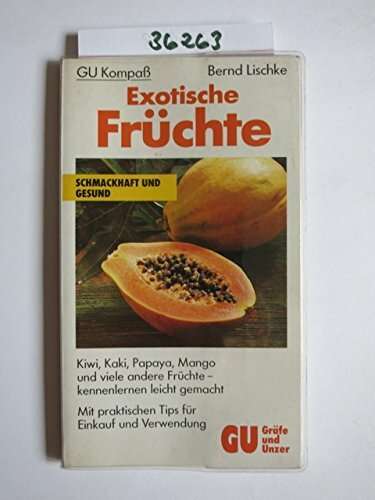 36263
GU Kompaß
Bernd Lischke
Exotische
Früchte
SCHMACKHAFT UND
GESUND
Kiwi, Kaki, Papaya, Mango
und viele andere Früchte –
kennenlernen leicht gemacht
Mit praktischen Tips für
Einkauf und Verwendung
GU
Gräfe
und
Unzer